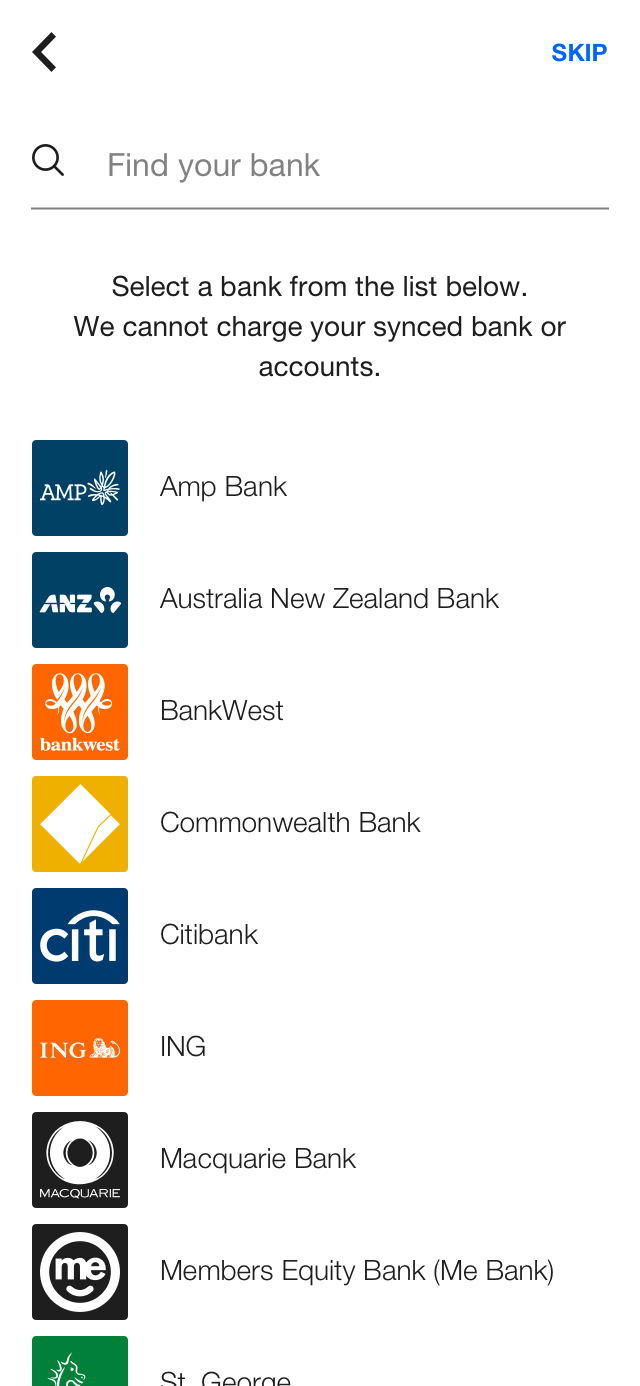 SKIP
Find your bank
Select a bank from the list below.
We cannot charge your synced bank or
accounts.
AMP
Amp Bank
ANZ
Australia New Zealand Bank
bankwest
BankWest
Commonwealth Bank
citi
Citibank
ING
ING
MACQUARIE
Macquarie Bank
me
Members Equity Bank (Me Bank)
St. George